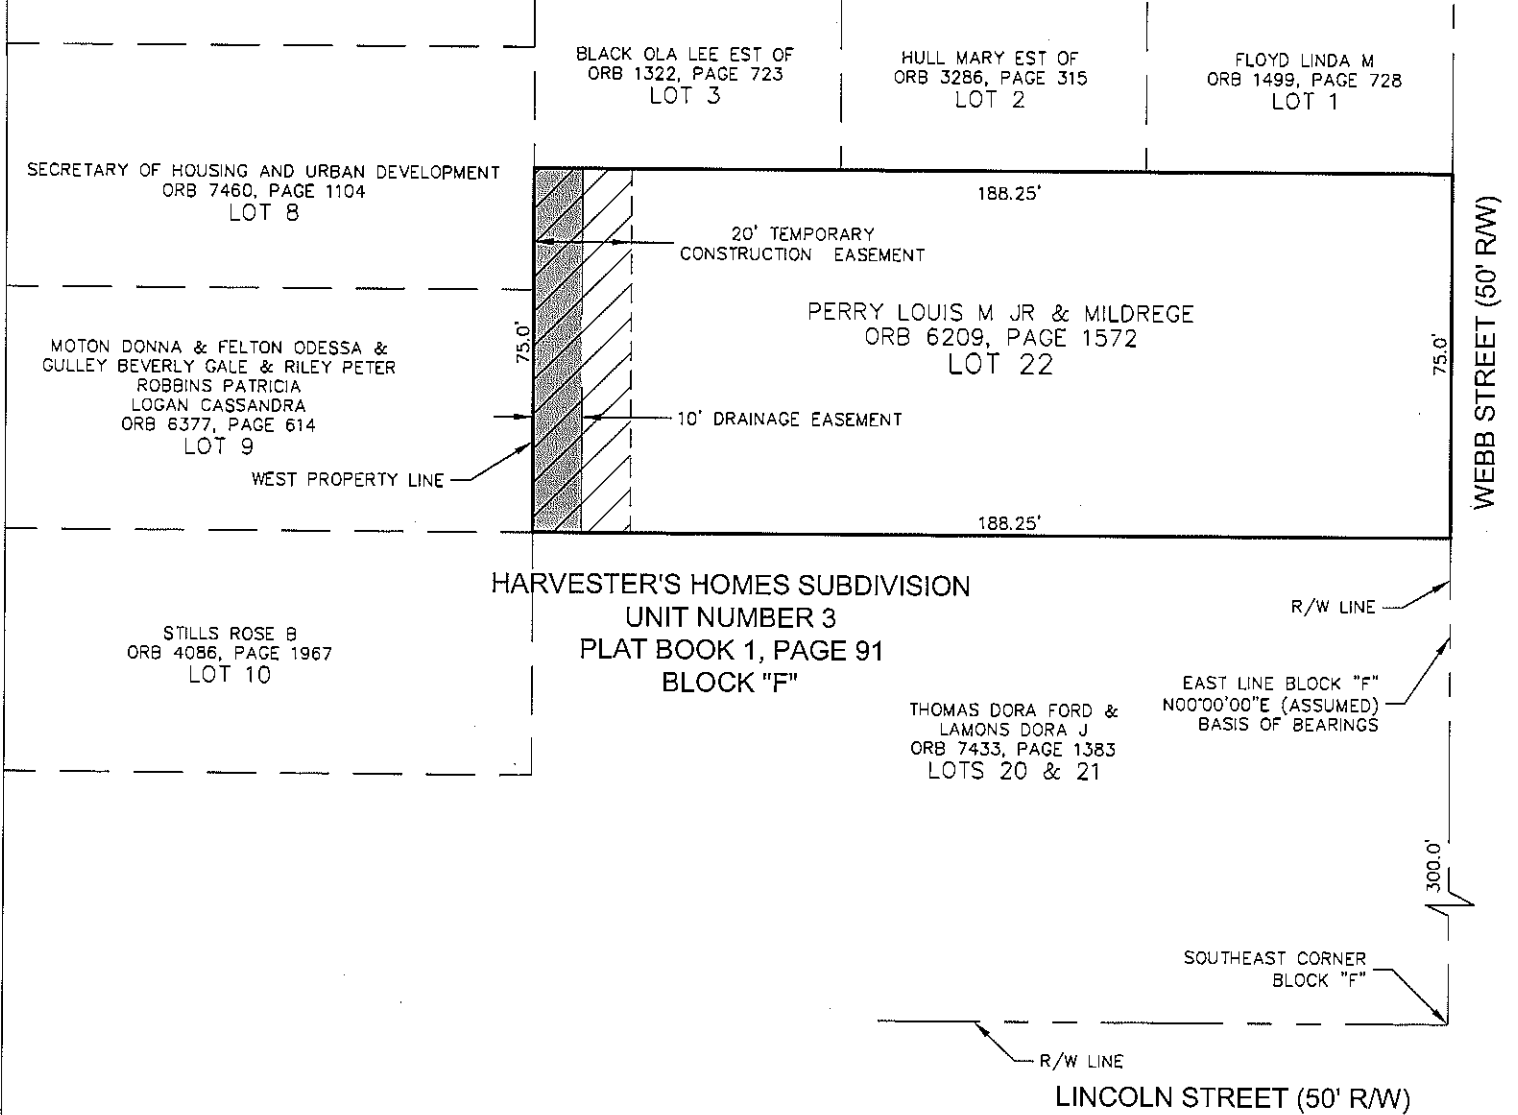 BLACK OLA LEE EST OF
ORB 1322, PAGE 723
LOT 3
HULL MARY EST OF
ORB 3286, PAGE 315
LOT 2
FLOYD LINDA M
ORB 1499, PAGE 728
LOT 1
SECRETARY OF HOUSING AND URBAN DEVELOPMENT
ORB 7460, PAGE 1104
LOT 8
188.25'
20' TEMPORARY
CONSTRUCTION EASEMENT
PERRY LOUIS M JR & MILDREGE
ORB 6209, PAGE 1572
LOT 22
75.0'
75.0'
WEBB STREET (50' R/W)
MOTON DONNA & FELTON ODESSA &
GULLEY BEVERLY GALE & RILEY PETER
ROBBINS PATRICIA
LOGAN CASSANDRA
ORB 6377, PAGE 614
LOT 9
10' DRAINAGE EASEMENT
WEST PROPERTY LINE
188.25'
HARVESTER'S HOMES SUBDIVISION
UNIT NUMBER 3
PLAT BOOK 1, PAGE 91
BLOCK "F"
R/W LINE
STILLS ROSE B
ORB 4086, PAGE 1967
LOT 10
EAST LINE BLOCK "F"
N00°00'00"E (ASSUMED)
BASIS OF BEARINGS
THOMAS DORA FORD &
LAMONS DORA J
ORB 7433, PAGE 1383
LOTS 20 & 21
300.0'
SOUTHEAST CORNER
BLOCK "F"
R/W LINE
LINCOLN STREET (50' R/W)